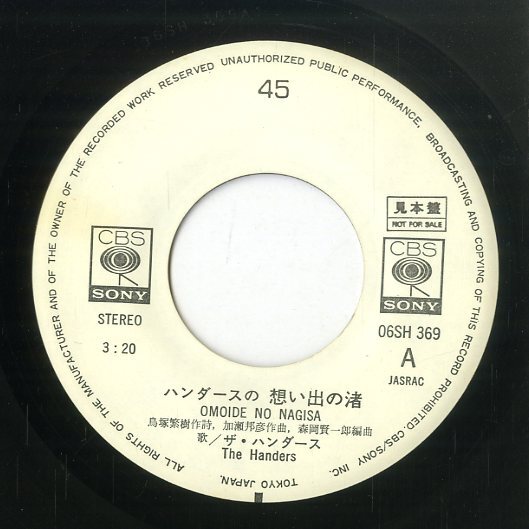 45
ALL RIGHTS OF THE MANUFACTURER AND OF THE OWNER OF THE RECORDED WORK RESERVED UNAUTHORIZED PUBLIC PERFORMANCE, BROADCASTING AND COPYING OF THIS RECORD PROHIBITED. CBS/SONY INC. TOKYO JAPAN.
見本盤
NOT FOR SALE
CBS
SONY
CBS
SONY
STEREO
3:20
06SH 369
A
JASRAC
ハンダースの 想い出の渚
OMOIDE NO NAGISA
鳥塚繁樹作詩, 加瀬邦彦作曲, 森岡賢一郎編曲
歌/ザ・ハンダース
The Handers